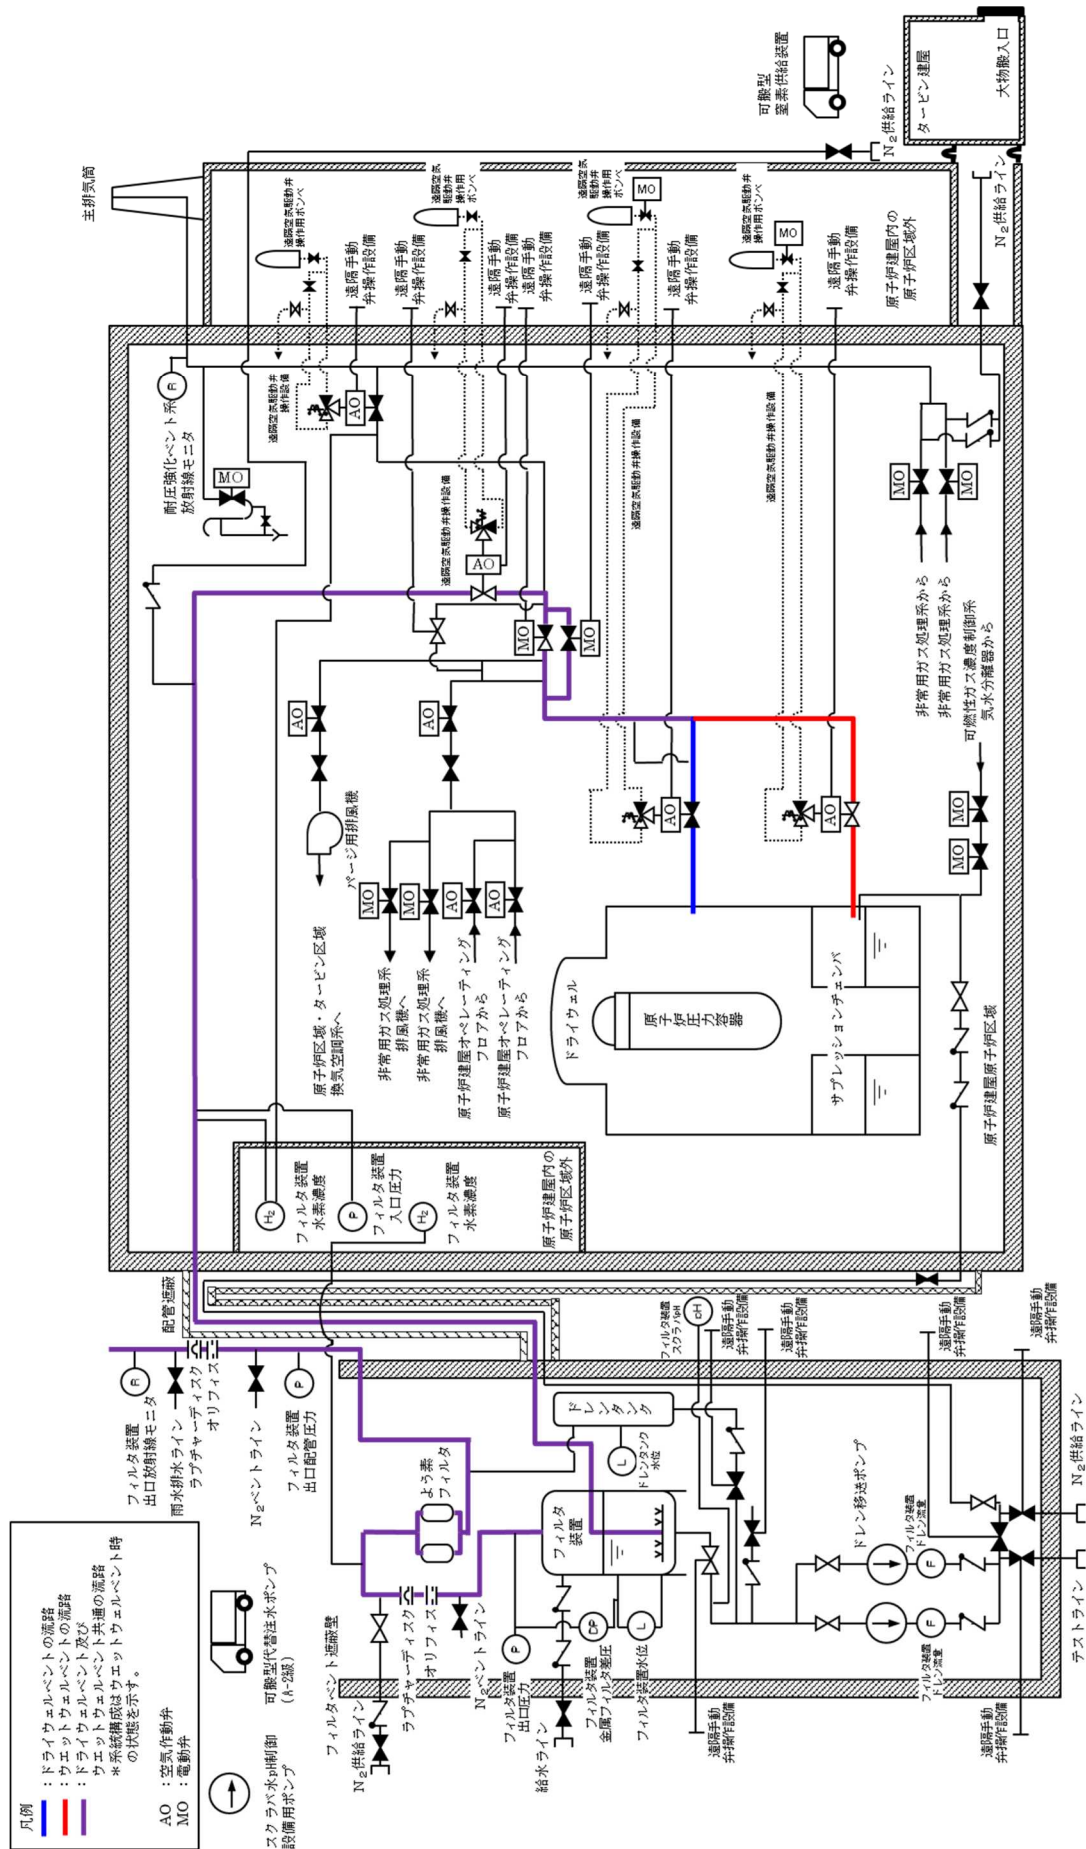 凡例
：ドライウェルベントの流路
：ウエットウェルベントの流路
：ドライウェルベント及び
ウエットウェルベント共通の流路
＊系統構成はウエットウェルベント時
の状態を示す。
AO ：空気作動弁
MO ：電動弁
スクラバ水pH制御
設備用ポンプ
可搬型代替注水ポンプ
(A-2級)
フィルタ装置
出口放射線モニタ
雨水排水ライン
ラプチャーディスク
オリフィス
N₂ベントライン
フィルタ装置
出口配管圧力
配管遮蔽
R
P
フィルタベント遮蔽壁
N₂供給ライン
ラプチャーディスク
オリフィス
N₂ベントライン
よう素
フィルタ
フィルタ装置
出口圧力
P
給水ライン
フィルタ装置
金属フィルタ差圧
DP
フィルタ装置水位
L
フィルタ
装置
ドレンタンク
L
ドレンタンク
水位
フィルタ装置
スクラバpH
pH
遠隔手動
弁操作設備
遠隔手動
弁操作設備
遠隔手動
弁操作設備
遠隔手動
弁操作設備
遠隔手動
弁操作設備
遠隔手動
弁操作設備
ドレン移送ポンプ
フィルタ装置
ドレン流量
F
フィルタ装置
ドレン流量
F
テストライン
N₂供給ライン
H₂
フィルタ装置
水素濃度
P
フィルタ装置
入口圧力
H₂
フィルタ装置
水素濃度
原子炉建屋内の
原子炉区域外
主排気筒
R
耐圧強化ベント系
放射線モニタ
MO
原子炉区域・タービン区域
換気空調系へ
パージ用排風機
AO
AO
非常用ガス処理系
排風機へ
MO
非常用ガス処理系
排風機へ
MO
原子炉建屋オペレーティング
フロアから
AO
原子炉建屋オペレーティング
フロアから
AO
遠隔空気駆動弁
操作設備
AO
遠隔空気駆動弁操作設備
AO
MO
MO
遠隔空気駆動弁操作設備
AO
遠隔空気駆動弁操作設備
AO
遠隔空気
駆動弁
操作用
ボンベ
遠隔手動
弁操作設備
遠隔手動
弁操作設備
遠隔空気
駆動弁
操作用
ボンベ
遠隔手動
弁操作設備
遠隔手動
弁操作設備
遠隔空気
駆動弁
操作用
ボンベ
MO
遠隔手動
弁操作設備
遠隔手動
弁操作設備
遠隔空気
駆動弁
操作用ボンベ
MO
遠隔手動
弁操作設備
原子炉建屋内の
原子炉区域外
ドライウェル
原子炉圧力容器
サプレッションチェンバ
原子炉建屋原子炉区域
MO
MO
非常用ガス処理系から
非常用ガス処理系から
可燃性ガス濃度制御系
気水分離器から
MO
MO
可搬型
窒素供給装置
N₂供給ライン
N₂供給ライン
タービン建屋
大物搬入口